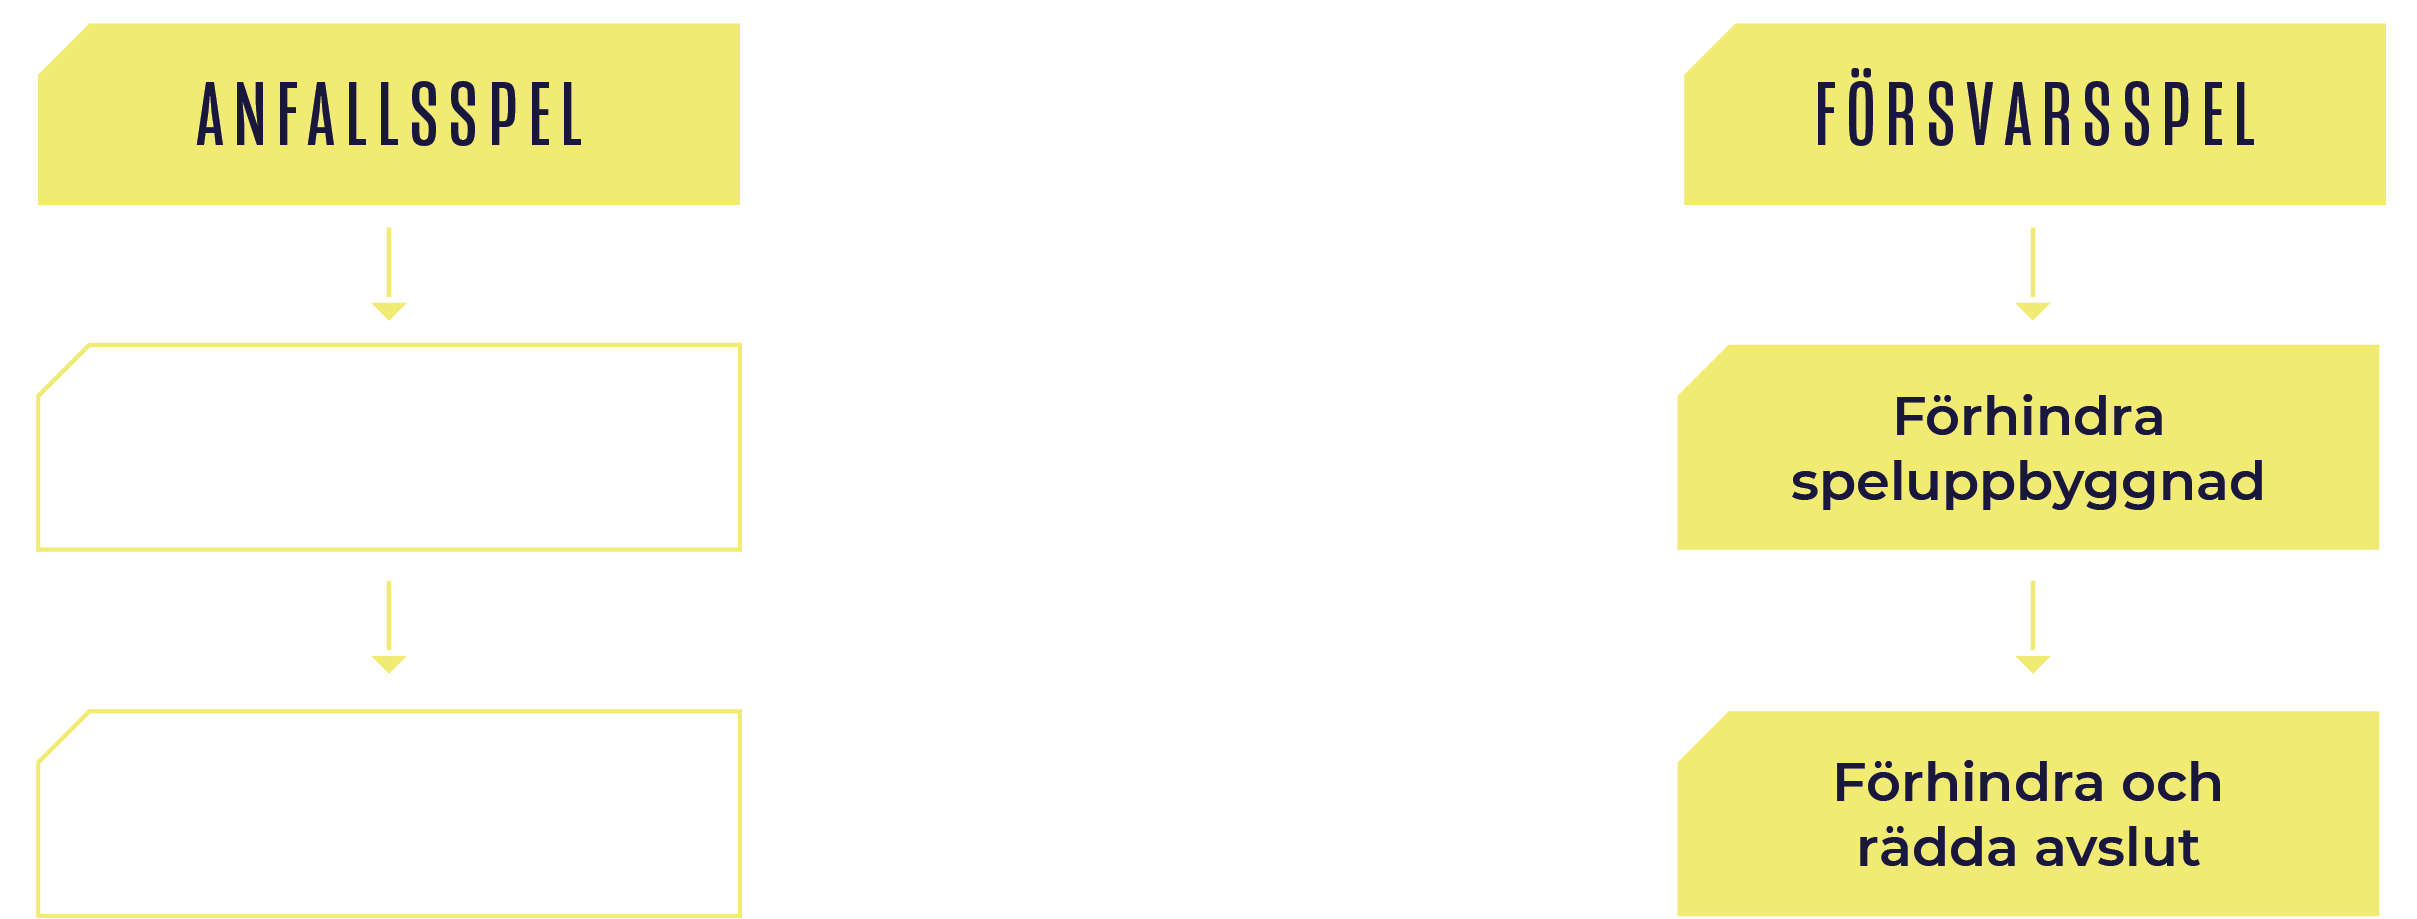 ANFALLSSPEL
FÖRSVARSSPEL
Förhindra
speluppbyggnad
Förhindra och
rädda avslut